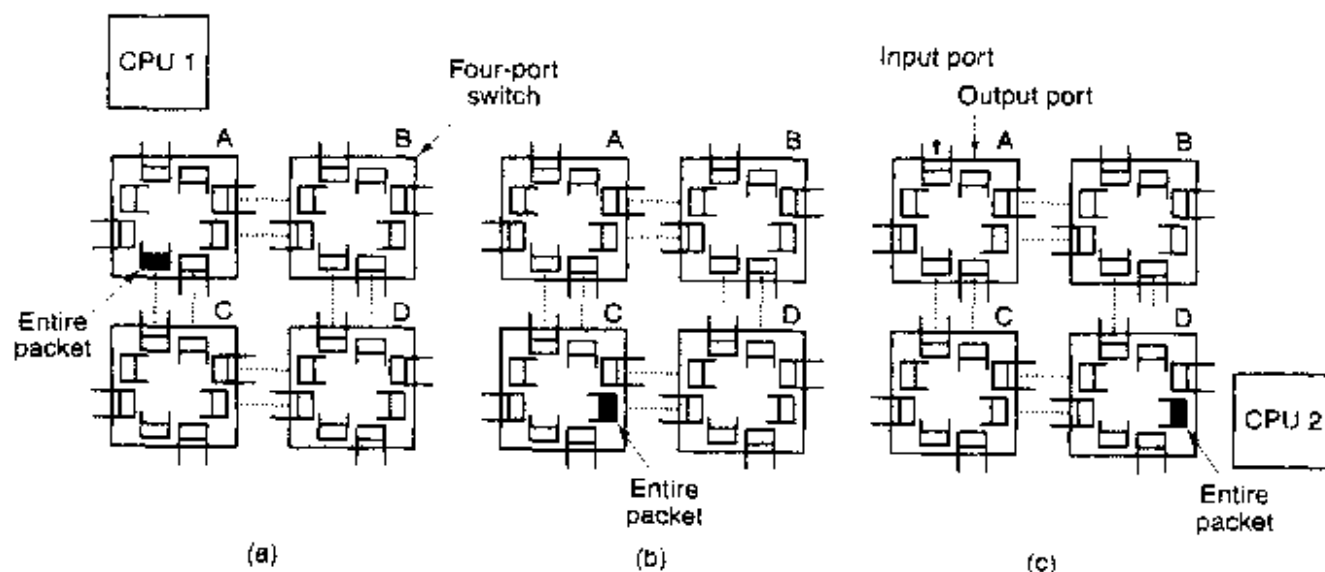 CPU 1
Four-port
switch
Input port
Output port
A
B
A
B
A
B
Entire
packet
C
D
C
D
C
D
CPU 2
Entire
packet
Entire
packet
(a)
(b)
(c)